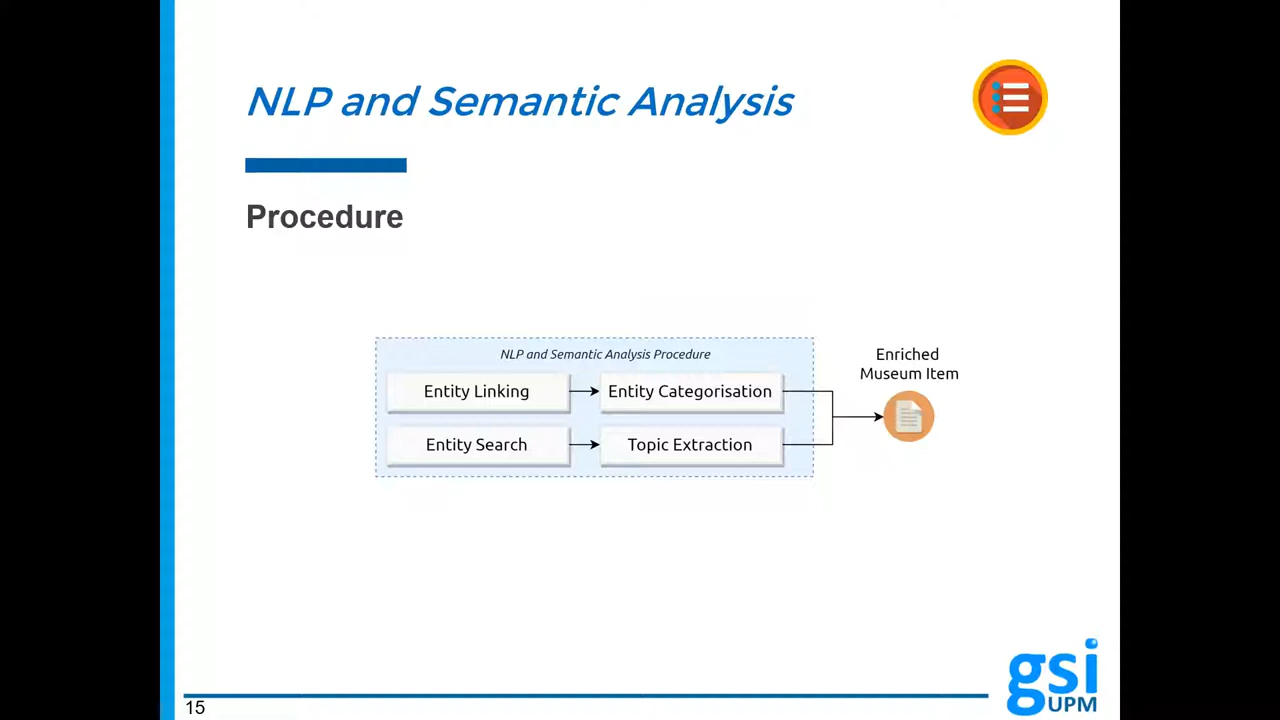 NLP and Semantic Analysis
Procedure
NLP and Semantic Analysis Procedure
Entity Linking
Entity Categorisation
Entity Search
Topic Extraction
Enriched
Museum Item
15
gsi
UPM